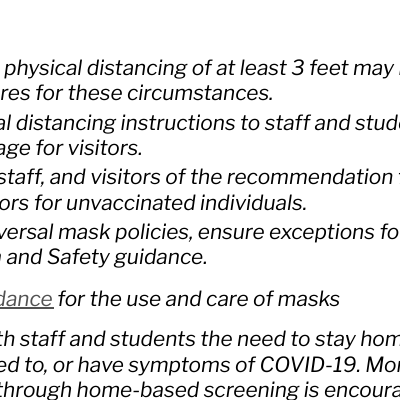 physical distancing of at least 3 feet may
res for these circumstances.
al distancing instructions to staff and stud
age for visitors.
staff, and visitors of the recommendation
ors for unvaccinated individuals.
versal mask policies, ensure exceptions fo
and Safety guidance.
dance for the use and care of masks
th staff and students the need to stay hom
ed to, or have symptoms of COVID-19. Mo
through home-based screening is encoura